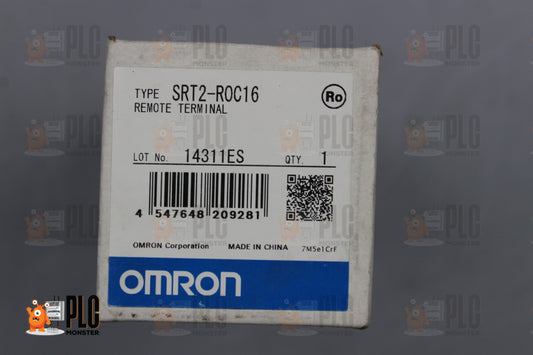 TYPE SRT2-ROC16
REMOTE TERMINAL
Ro
LOT No. 14311ES QTY. 1
4 547648 209281
OMRON Corporation MADE IN CHINA 7M5e1CrF
OMRON
PLC MONSTER